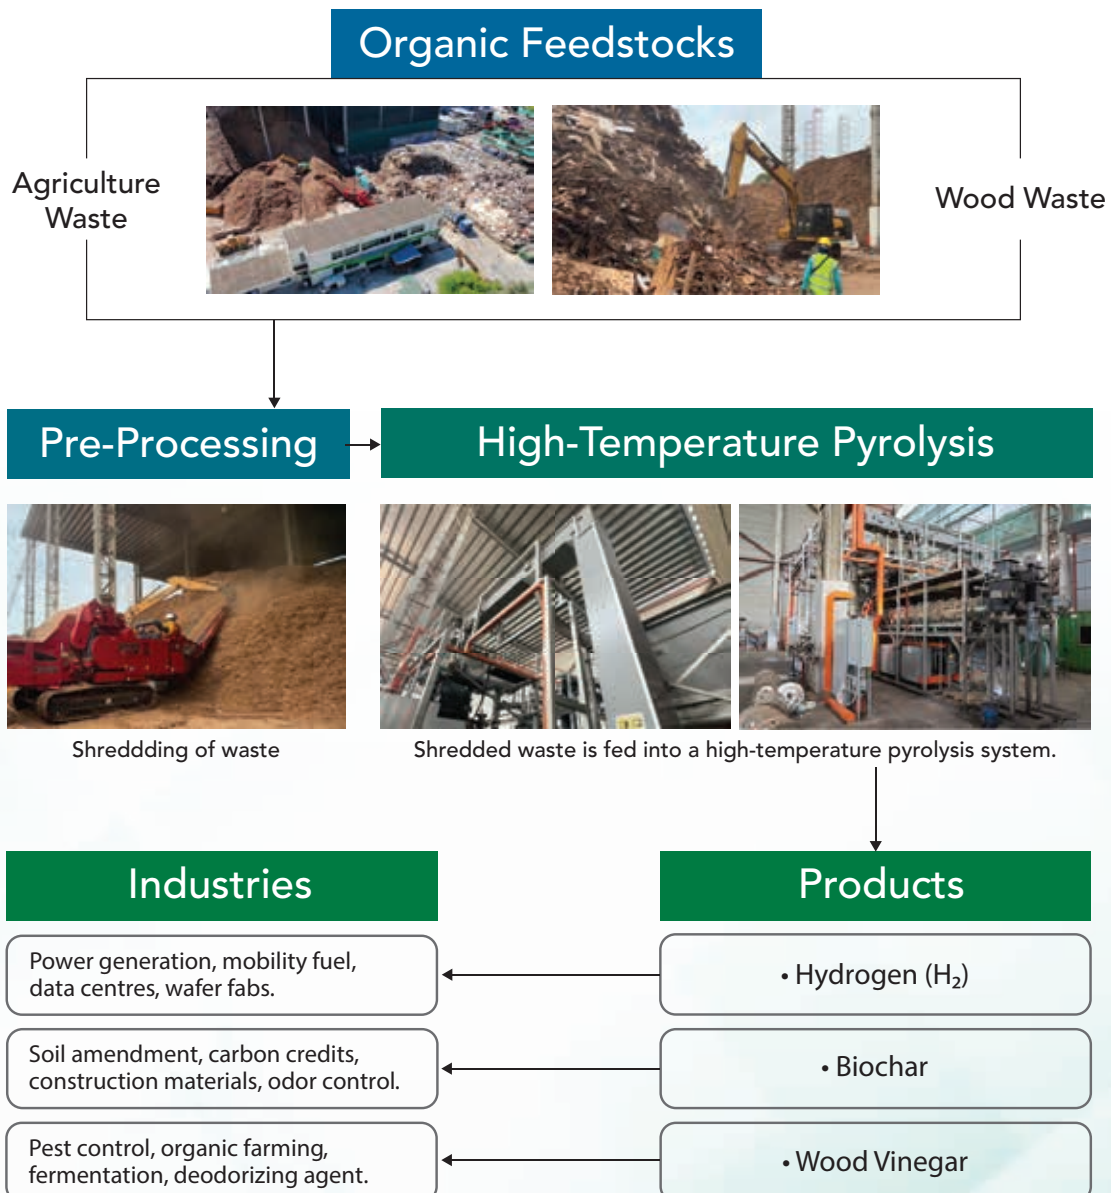 Organic Feedstocks
Agriculture
Waste
Wood Waste
Pre-Processing
High-Temperature Pyrolysis
Shreddding of waste
Shredded waste is fed into a high-temperature pyrolysis system.
Industries
Products
Power generation, mobility fuel,
data centres, wafer fabs.
• Hydrogen (H₂)
Soil amendment, carbon credits,
construction materials, odor control.
• Biochar
Pest control, organic farming,
fermentation, deodorizing agent.
• Wood Vinegar